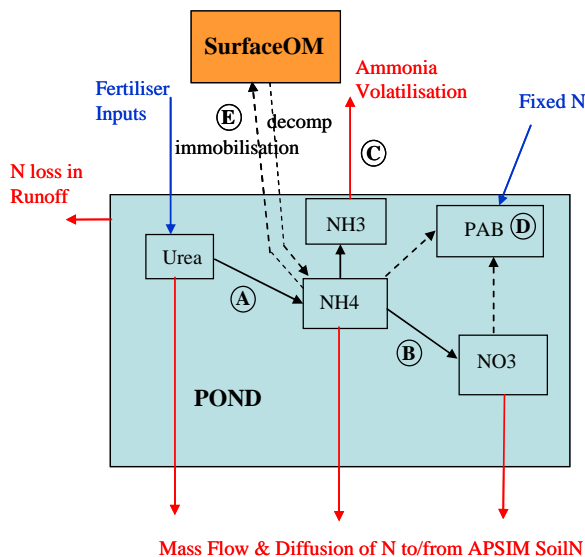 SurfaceOM
Ammonia
Volatilisation
Fertiliser
Inputs
Fixed N
E
decomp
immobilisation
C
N loss in
Runoff
NH3
PAB
D
Urea
A
NH4
B
NO3
POND
Mass Flow & Diffusion of N to/from APSIM SoilN